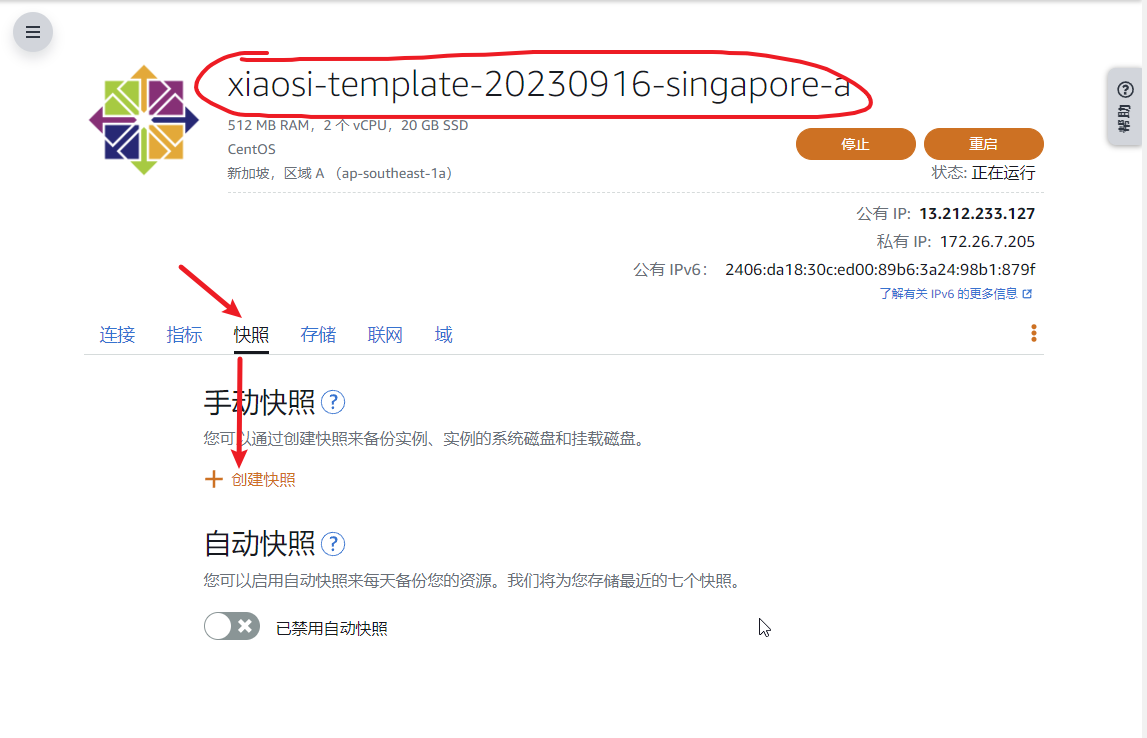 xiaosi-template-20230916-singapore-a
512 MB RAM，2 个 vCPU，20 GB SSD
CentOS
新加坡，区域 A （ap-southeast-1a）
停止
重启
状态: 正在运行
公有 IP: 13.212.233.127
私有 IP: 172.26.7.205
公有 IPv6： 2406:da18:30c:ed00:89b6:3a24:98b1:879f
了解有关 IPv6 的更多信息
帮助
连接 指标 快照 存储 联网 域
手动快照 ?
您可以通过创建快照来备份实例、实例的系统磁盘和挂载磁盘。
+ 创建快照
自动快照 ?
您可以启用自动快照来每天备份您的资源。我们将为您存储最近的七个快照。
已禁用自动快照